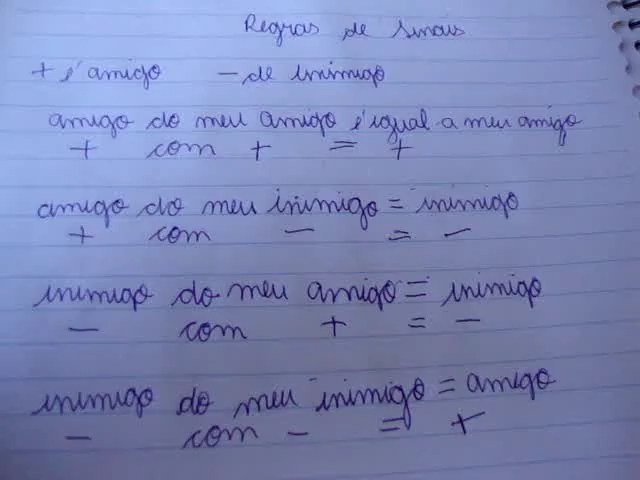 Regras de Sinais
+ é amigo - de inimigo
amigo do meu amigo é igual a meu amigo
+ com + = +
amigo do meu inimigo = inimigo
+ com - = -
inimigo do meu amigo = inimigo
- com + = -
inimigo do meu inimigo = amigo
- com - = +